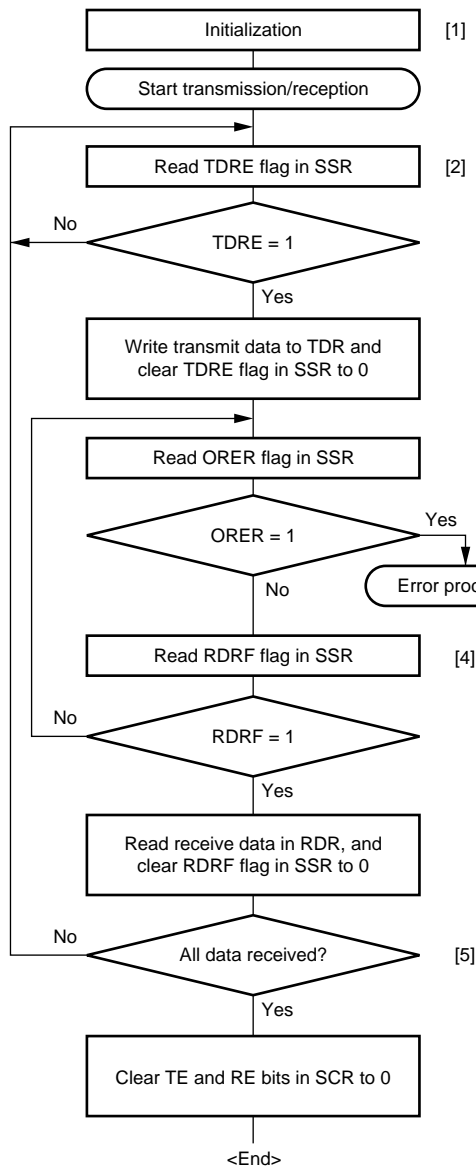 Initialization
[1]
Start transmission/reception
Read TDRE flag in SSR
[2]
No
TDRE = 1
Yes
Write transmit data to TDR and
clear TDRE flag in SSR to 0
Read ORER flag in SSR
ORER = 1
Yes
No
Error
Read RDRF flag in SSR
[4]
No
RDRF = 1
Yes
Read receive data in RDR, and
clear RDRF flag in SSR to 0
No
All data received?
[5]
Yes
Clear TE and RE bits in SCR to 0
<End>